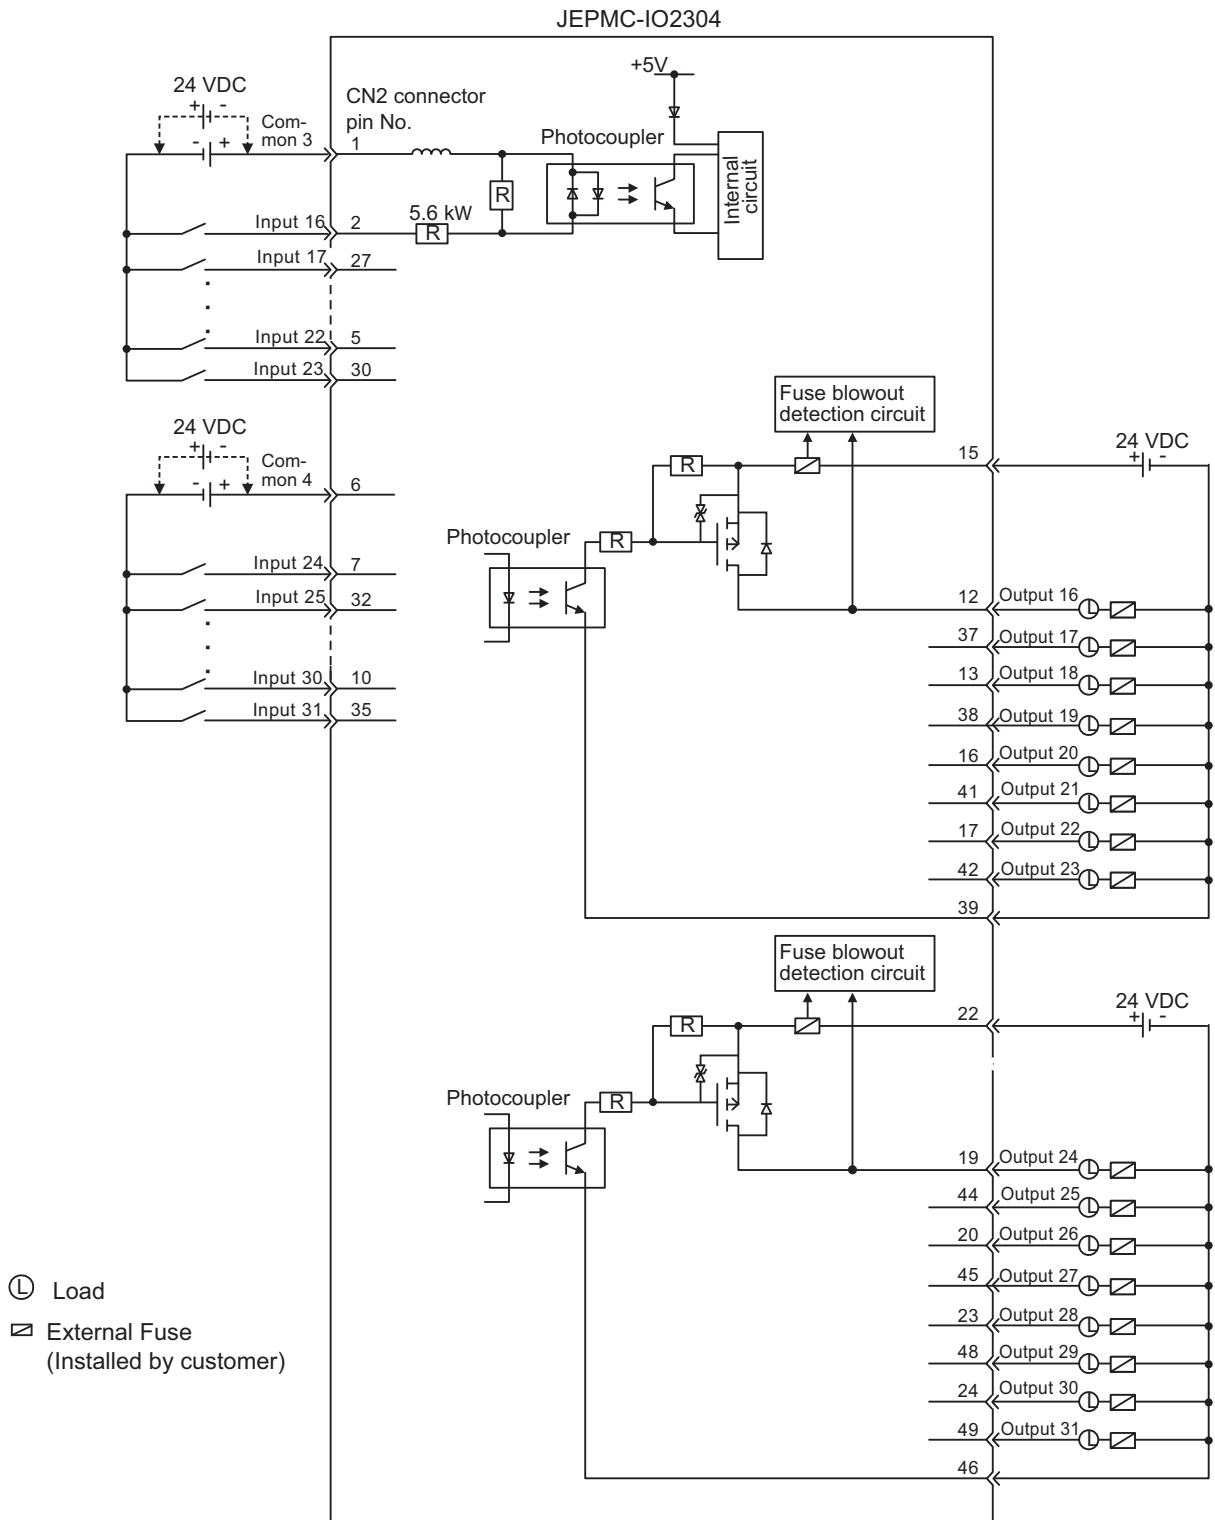 JEPMC-IO2304
+5V
24 VDC
+ -
- +
Com-
mon 3
CN2 connector
pin No.
1
Photocoupler
Internal
circuit
R
5.6 kW
R
Input 16 2
Input 17 27
Input 22 5
Input 23 30
24 VDC
+ -
- +
Com-
mon 4
6
Input 24 7
Input 25 32
Input 30 10
Input 31 35
Fuse blowout
detection circuit
R
15
24 VDC
+ -
Photocoupler
R
12 Output 16 L
37 Output 17 L
13 Output 18 L
38 Output 19 L
16 Output 20 L
41 Output 21 L
17 Output 22 L
42 Output 23 L
39
Fuse blowout
detection circuit
R
22
24 VDC
+ -
Photocoupler
R
19 Output 24 L
44 Output 25 L
20 Output 26 L
45 Output 27 L
23 Output 28 L
48 Output 29 L
24 Output 30 L
49 Output 31 L
46
L Load
External Fuse
(Installed by customer)